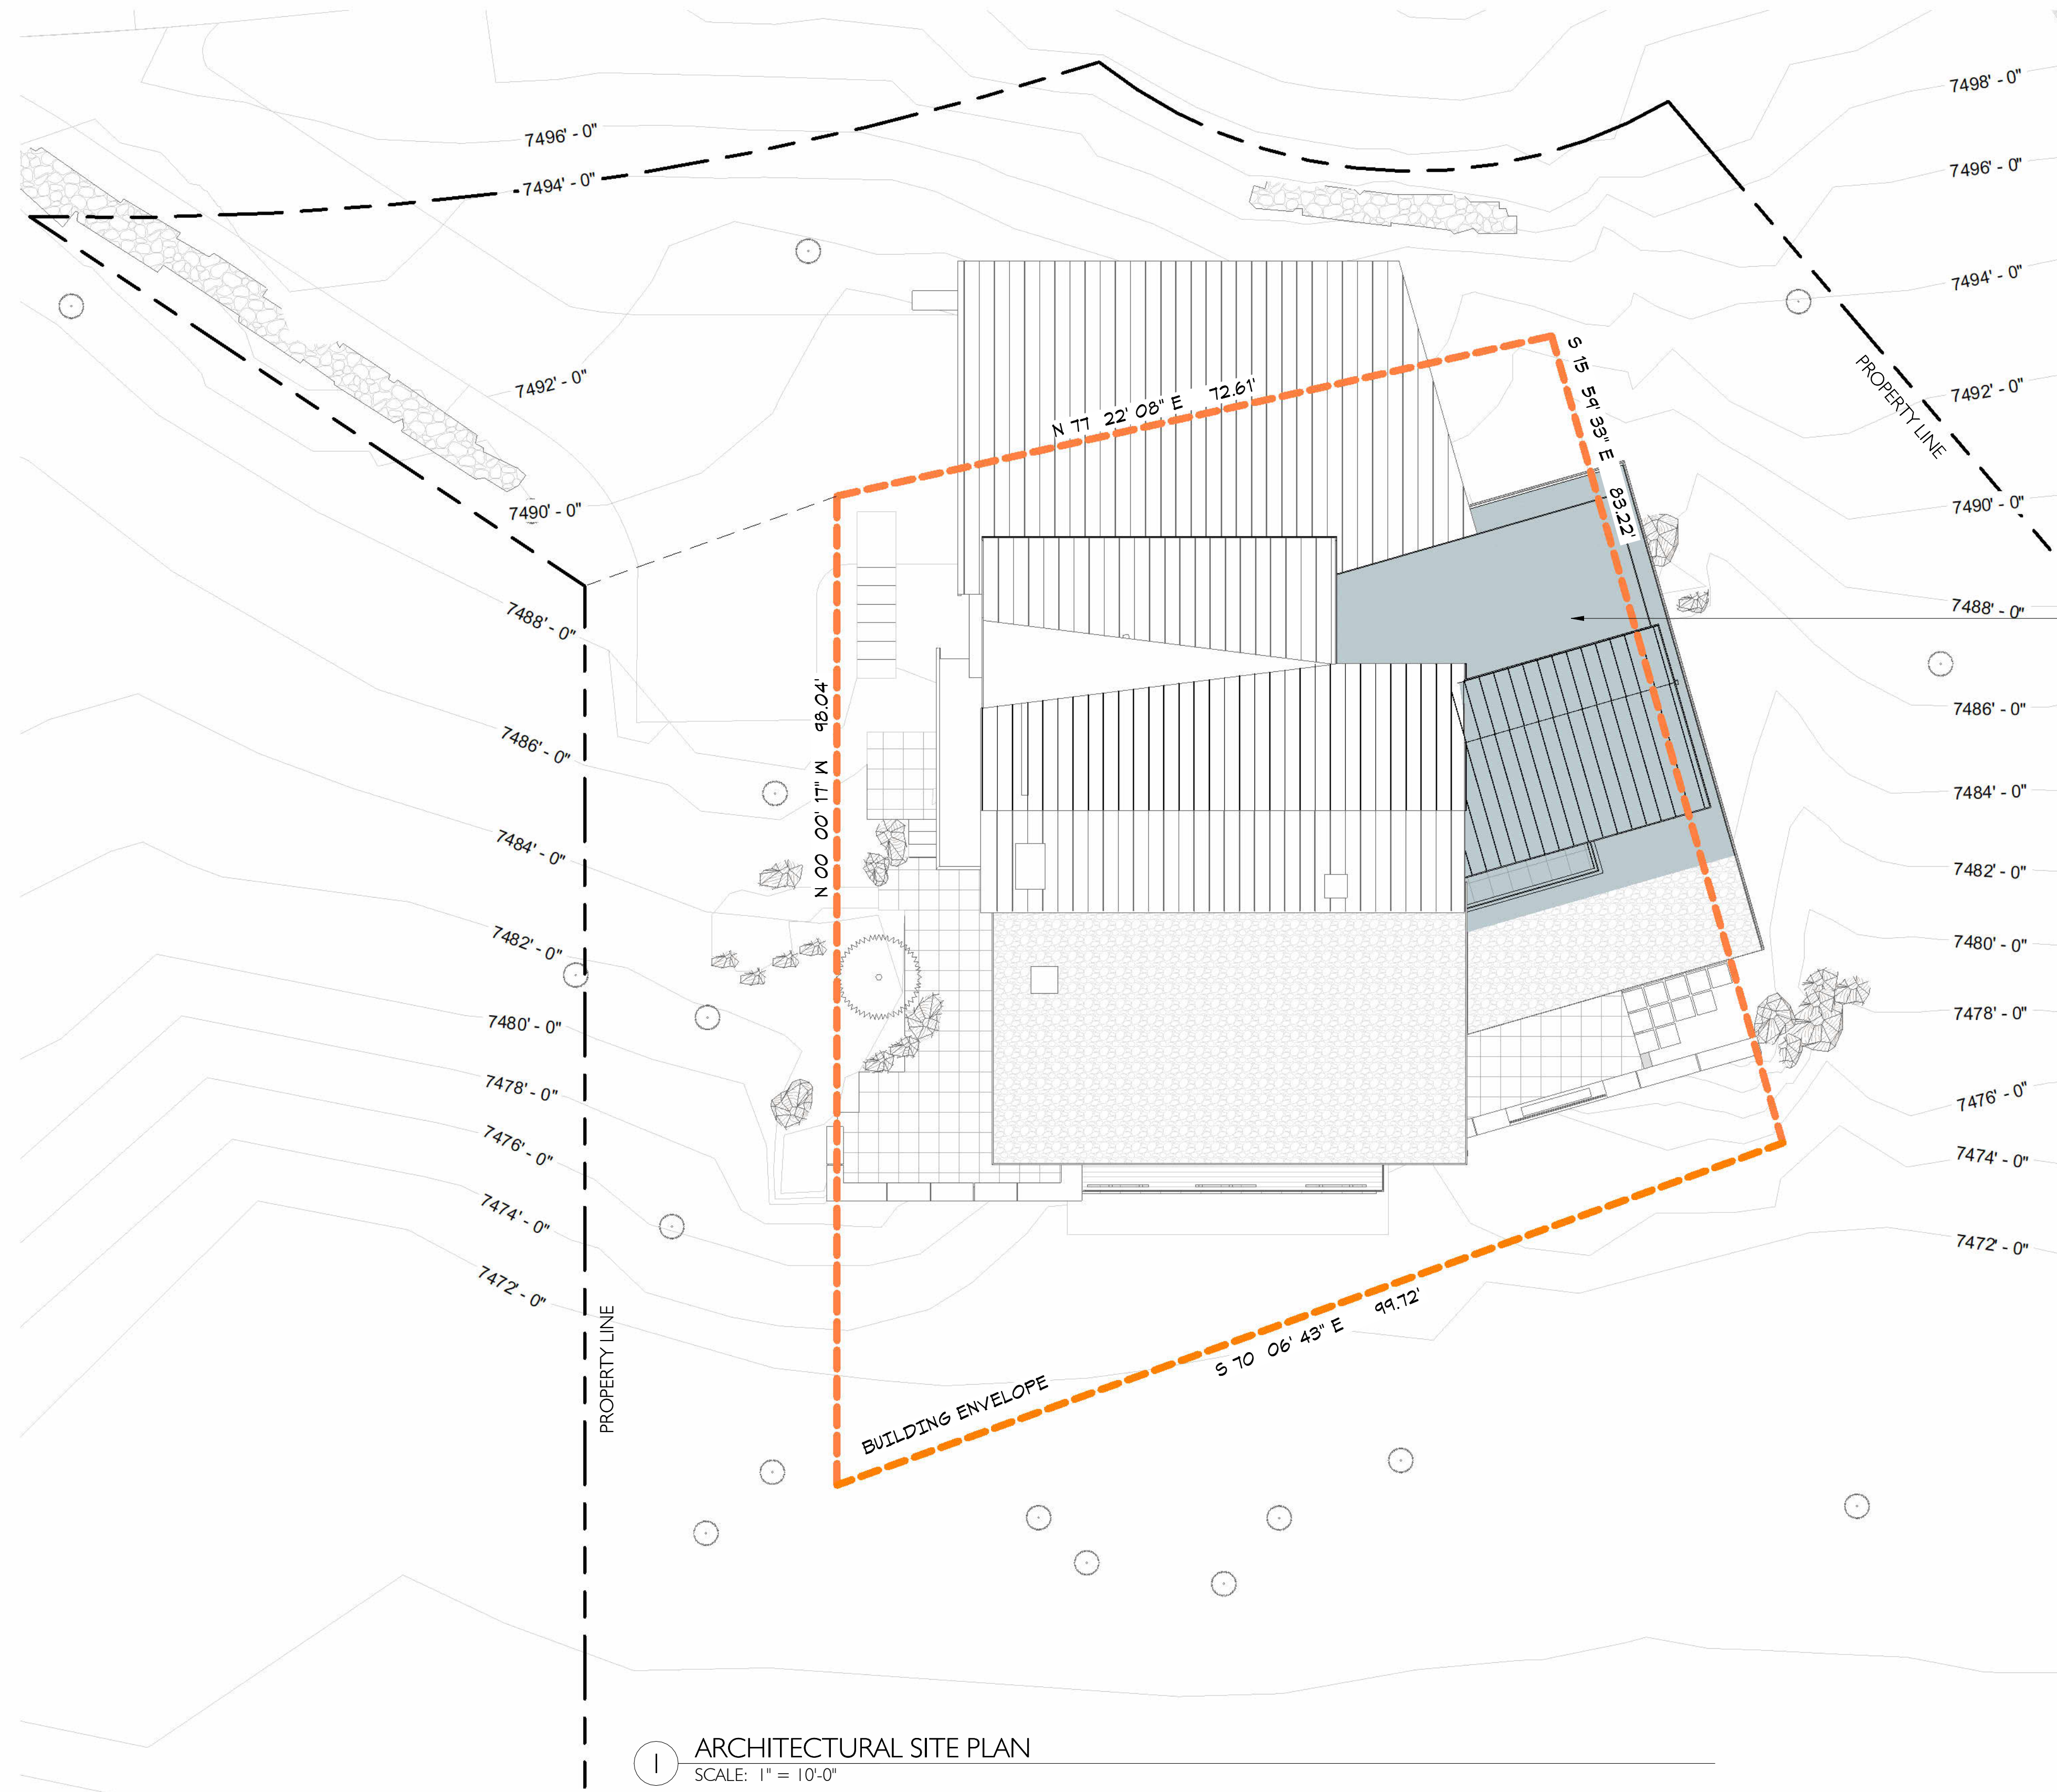 7498' - 0"
7496' - 0"
7496' - 0"
7494' - 0"
7494' - 0"
7492' - 0"
7492' - 0"
7490' - 0"
7490' - 0"
7488' - 0"
7488' - 0"
7486' - 0"
7486' - 0"
7484' - 0"
7484' - 0"
7482' - 0"
7482' - 0"
7480' - 0"
7480' - 0"
7478' - 0"
7478' - 0"
7476' - 0"
7476' - 0"
7474' - 0"
7474' - 0"
7472' - 0"
7472' - 0"
PROPERTY LINE
N 77 22' 08" E 72.61'
S 15 59' 33" E 83.22'
N 00 00' 17" W 98.04'
S 70 06' 43" E 99.72'
BUILDING ENVELOPE
PROPERTY LINE
1 ARCHITECTURAL SITE PLAN
SCALE: 1" = 10'-0"